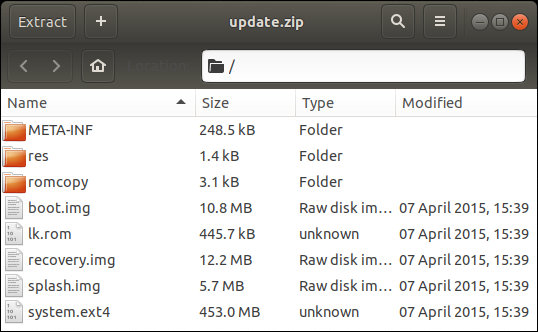 Extract + update.zip
Location: /
Name Size Type Modified
META-INF 248.5 kB Folder
res 1.4 kB Folder
romcopy 3.1 kB Folder
boot.img 10.8 MB Raw disk im… 07 April 2015, 15:39
lk.rom 445.7 kB unknown 07 April 2015, 15:39
recovery.img 12.2 MB Raw disk im… 07 April 2015, 15:39
splash.img 5.7 MB Raw disk im… 07 April 2015, 15:39
system.ext4 453.0 MB unknown 07 April 2015, 15:39